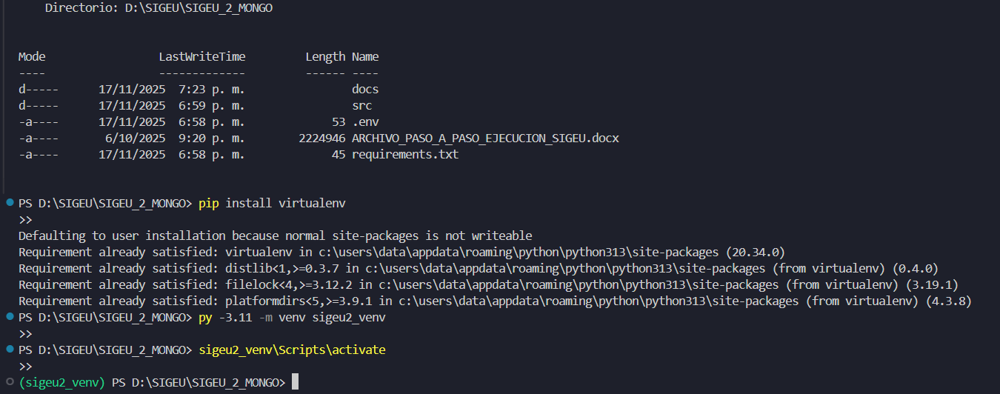 Directorio: D:\SIGEU\SIGEU_2_MONGO
Mode LastWriteTime Length Name
---- ------------- ------ ----
d----- 17/11/2025 7:23 p. m. docs
d----- 17/11/2025 6:59 p. m. src
-a---- 17/11/2025 6:58 p. m. 53 .env
-a---- 6/10/2025 9:20 p. m. 2224946 ARCHIVO_PASO_A_PASO_EJECUCION_SIGEU.docx
-a---- 17/11/2025 6:58 p. m. 45 requirements.txt
PS D:\SIGEU\SIGEU_2_MONGO> pip install virtualenv
>>
Defaulting to user installation because normal site-packages is not writeable
Requirement already satisfied: virtualenv in c:\users\data\appdata\roaming\python\python313\site-packages (20.34.0)
Requirement already satisfied: distlib<1,>=0.3.7 in c:\users\data\appdata\roaming\python\python313\site-packages (from virtualenv) (0.4.0)
Requirement already satisfied: filelock<4,>=3.12.2 in c:\users\data\appdata\roaming\python\python313\site-packages (from virtualenv) (3.19.1)
Requirement already satisfied: platformdirs<5,>=3.9.1 in c:\users\data\appdata\roaming\python\python313\site-packages (from virtualenv) (4.3.8)
PS D:\SIGEU\SIGEU_2_MONGO> py -3.11 -m venv sigeu2_venv
>>
PS D:\SIGEU\SIGEU_2_MONGO> sigeu2_venv\Scripts\activate
>>
(sigeu2_venv) PS D:\SIGEU\SIGEU_2_MONGO>